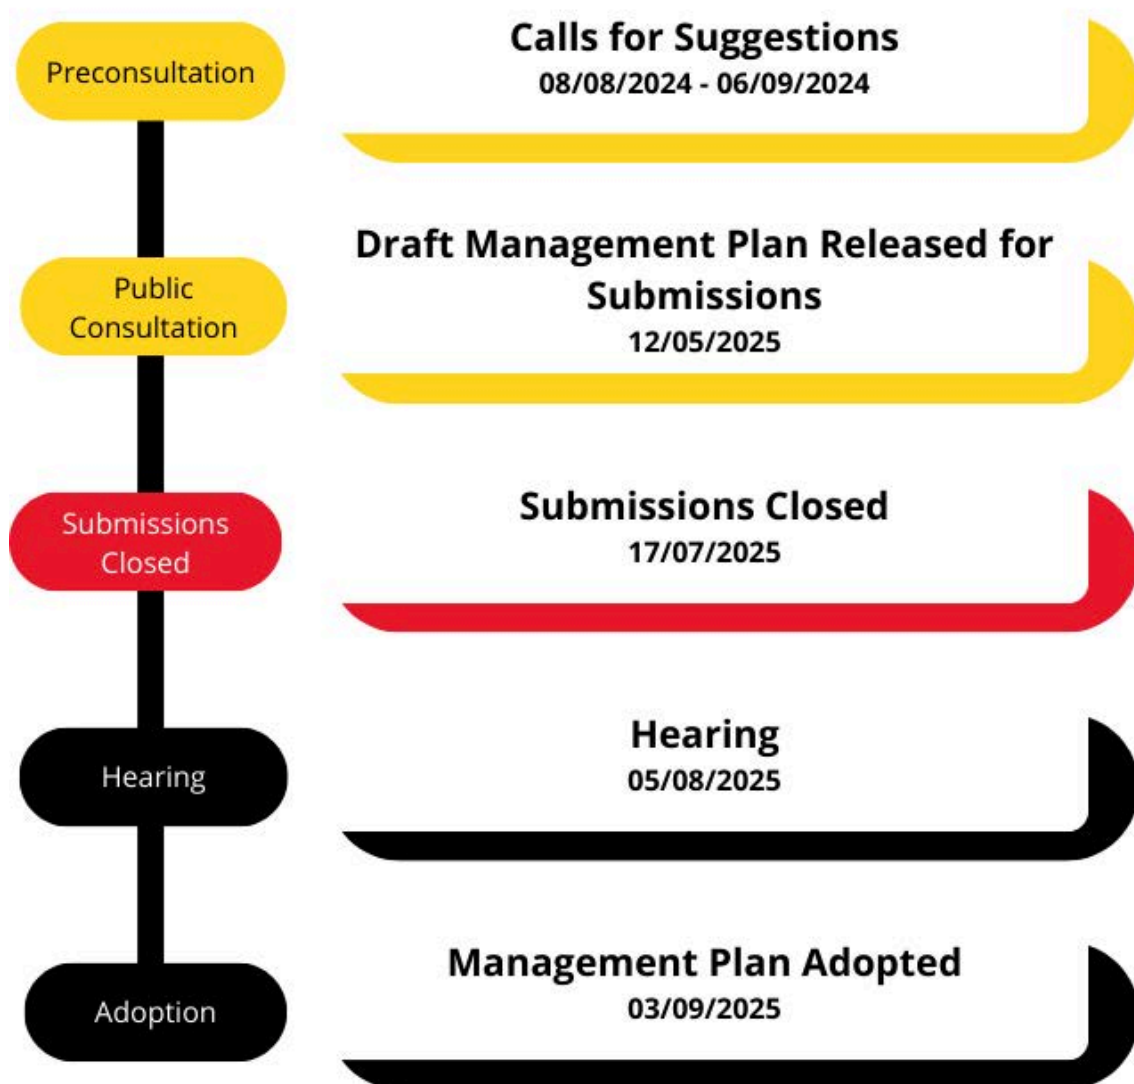 Preconsultation
Calls for Suggestions
08/08/2024 - 06/09/2024
Public
Consultation
Draft Management Plan Released for
Submissions
12/05/2025
Submissions
Closed
Submissions Closed
17/07/2025
Hearing
Hearing
05/08/2025
Adoption
Management Plan Adopted
03/09/2025